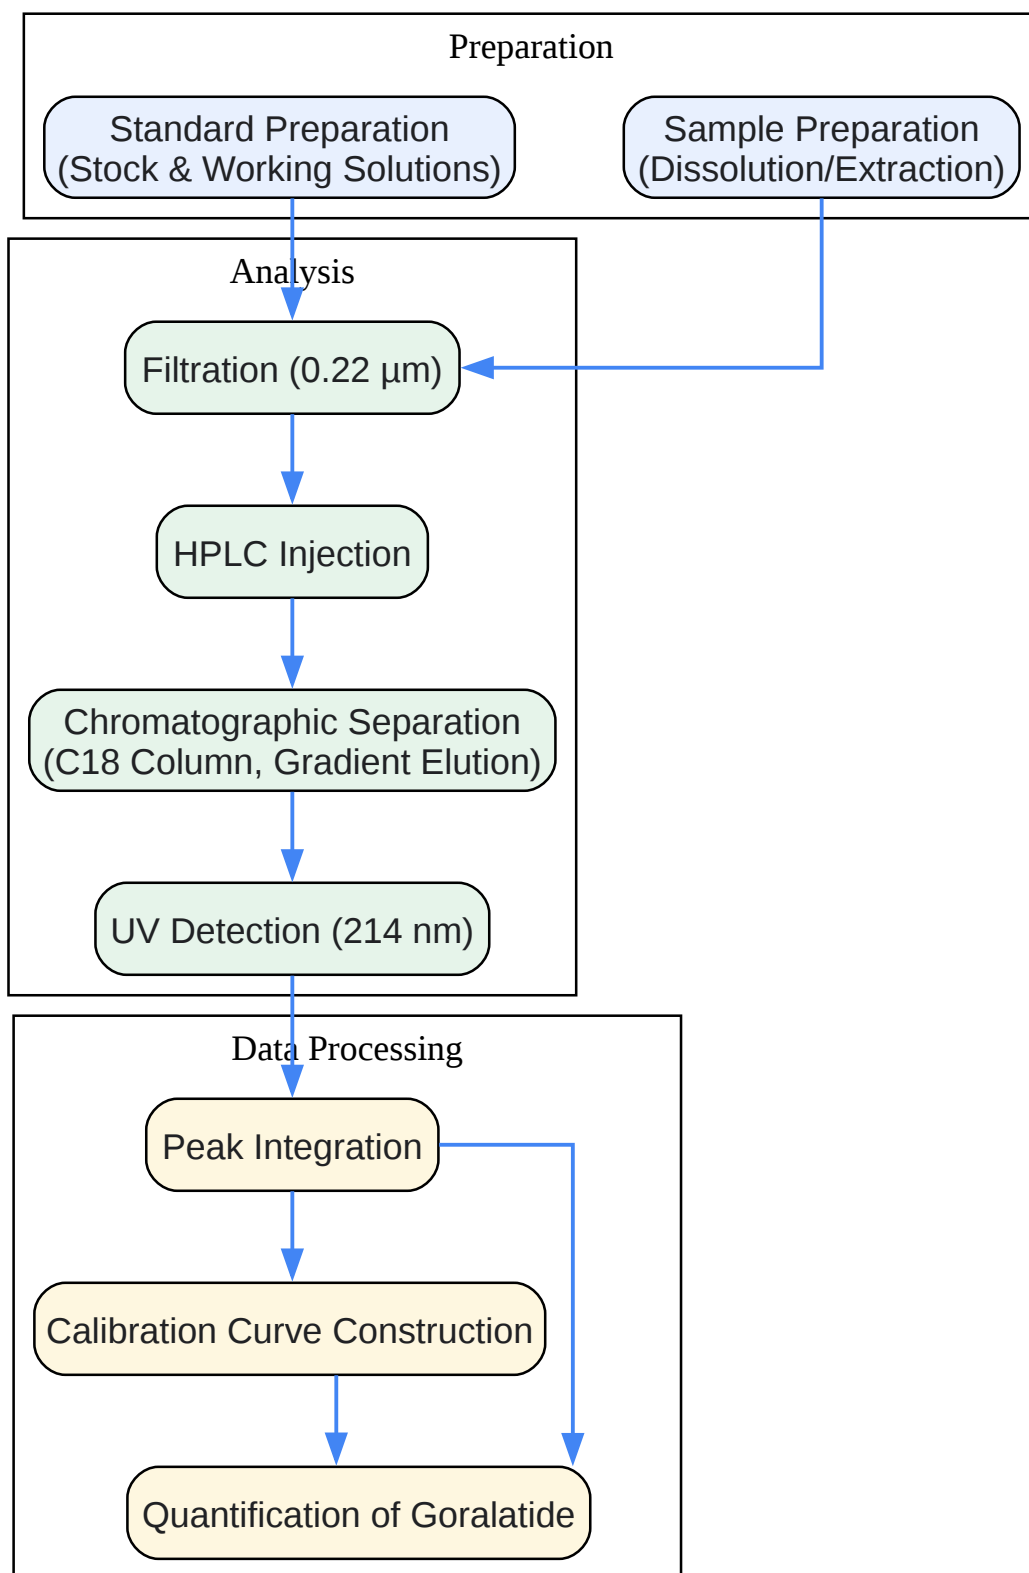 Preparation
Standard Preparation
(Stock & Working Solutions)
Sample Preparation
(Dissolution/Extraction)
Analysis
Filtration (0.22 µm)
HPLC Injection
Chromatographic Separation
(C18 Column, Gradient Elution)
UV Detection (214 nm)
Data Processing
Peak Integration
Calibration Curve Construction
Quantification of Goralatide